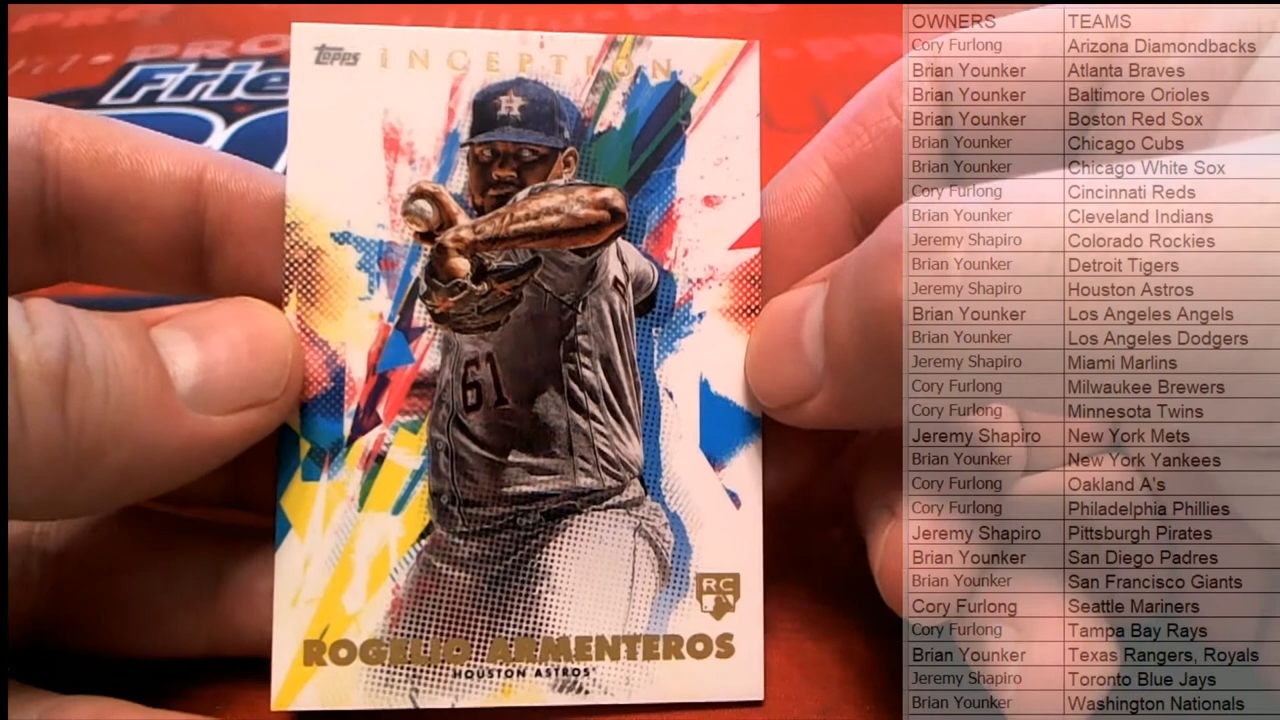 PRO
Frie
topps INCEPTION
61
RC
ROGELIO ARMENTEROS
HOUSTON ASTROS
OWNERS TEAMS
Cory Furlong Arizona Diamondbacks
Brian Younker Atlanta Braves
Brian Younker Baltimore Orioles
Brian Younker Boston Red Sox
Brian Younker Chicago Cubs
Brian Younker Chicago White Sox
Cory Furlong Cincinnati Reds
Brian Younker Cleveland Indians
Jeremy Shapiro Colorado Rockies
Brian Younker Detroit Tigers
Jeremy Shapiro Houston Astros
Brian Younker Los Angeles Angels
Brian Younker Los Angeles Dodgers
Jeremy Shapiro Miami Marlins
Cory Furlong Milwaukee Brewers
Cory Furlong Minnesota Twins
Jeremy Shapiro New York Mets
Brian Younker New York Yankees
Cory Furlong Oakland A's
Cory Furlong Philadelphia Phillies
Jeremy Shapiro Pittsburgh Pirates
Brian Younker San Diego Padres
Brian Younker San Francisco Giants
Cory Furlong Seattle Mariners
Cory Furlong Tampa Bay Rays
Brian Younker Texas Rangers, Royals
Jeremy Shapiro Toronto Blue Jays
Brian Younker Washington Nationals